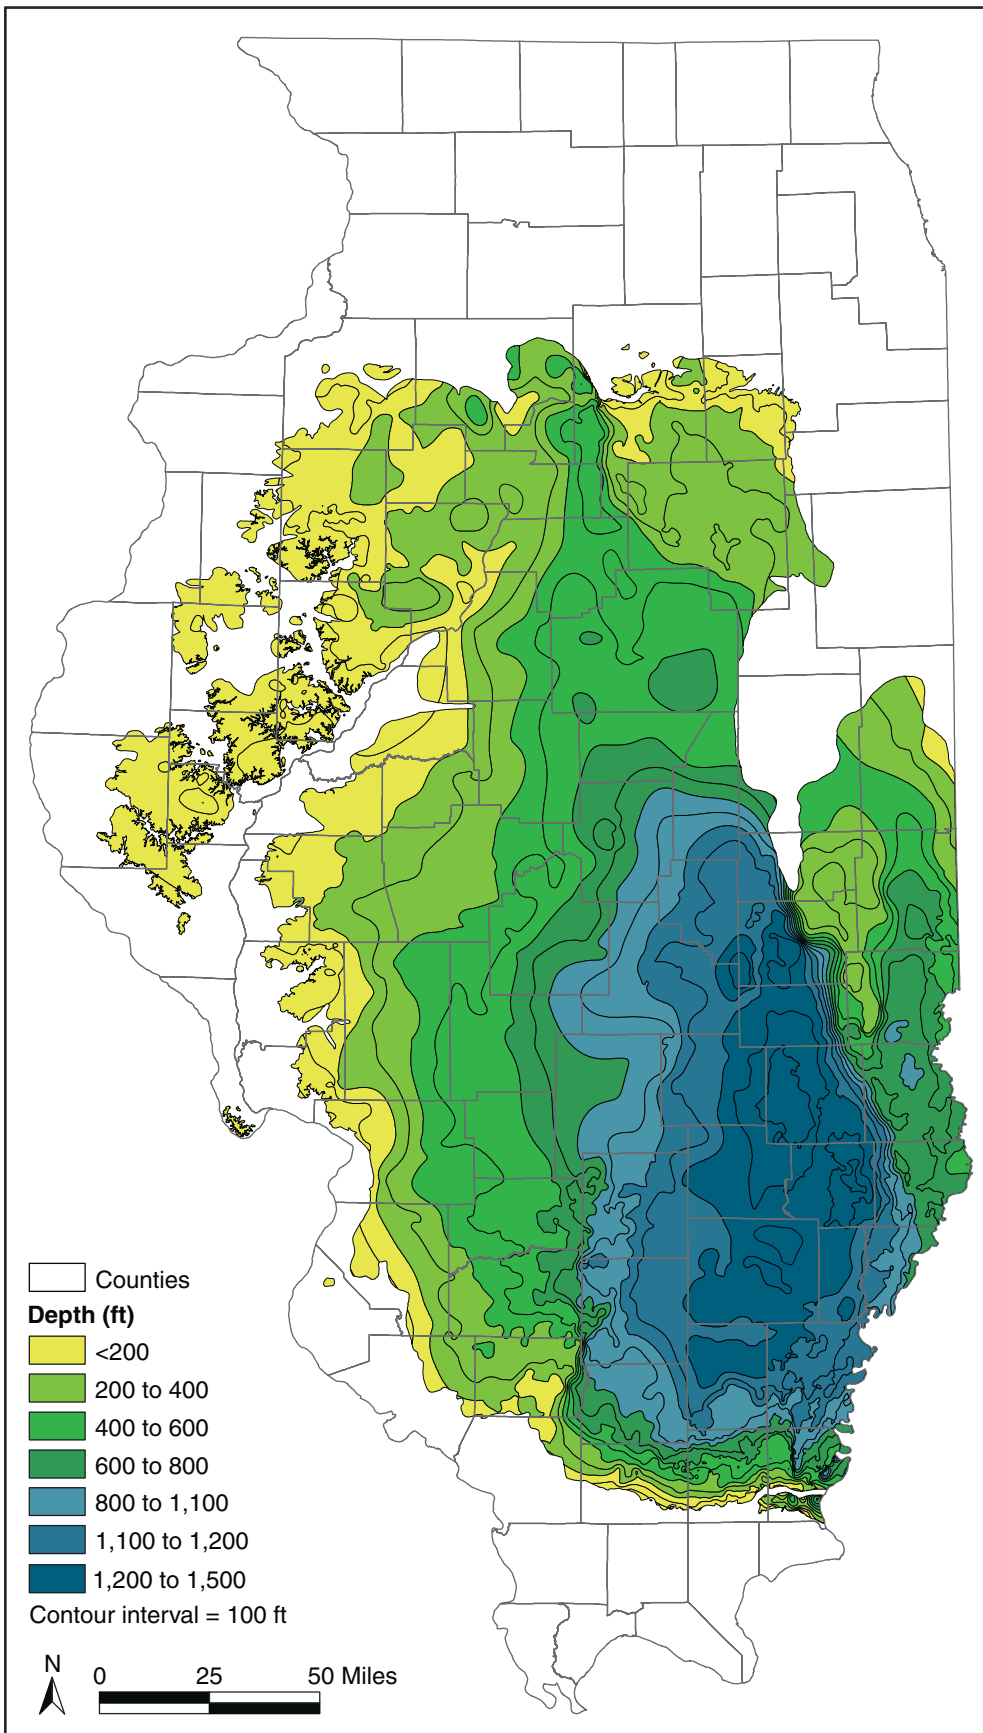 Counties
Depth (ft)
<200
200 to 400
400 to 600
600 to 800
800 to 1,100
1,100 to 1,200
1,200 to 1,500
Contour interval = 100 ft
N
0 25 50 Miles